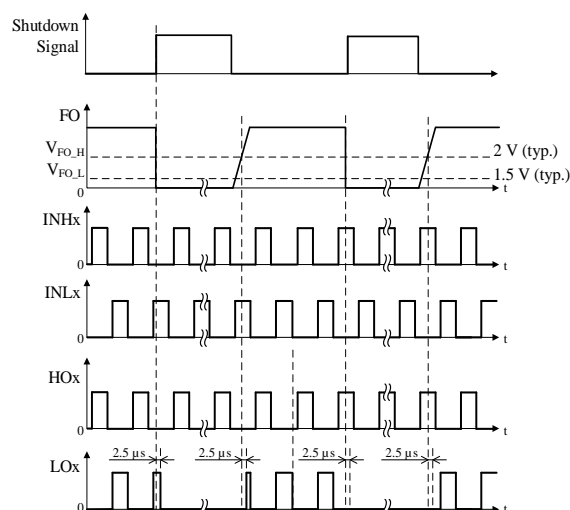 Shutdown
Signal
t
FO
V_FO_H
2 V (typ.)
V_FO_L
1.5 V (typ.)
0
t
INHx
0
t
INLx
0
t
HOx
0
t
2.5 µs
2.5 µs
2.5 µs
2.5 µs
LOx
0
t